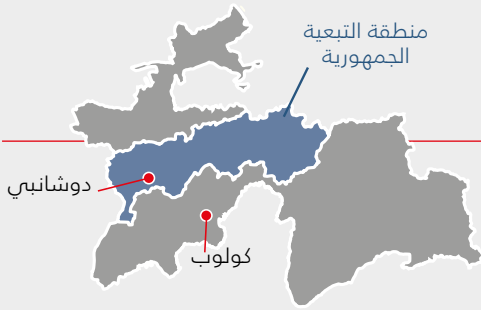 منطقة التبعية
الجمهورية
دوشانبي
كولوب